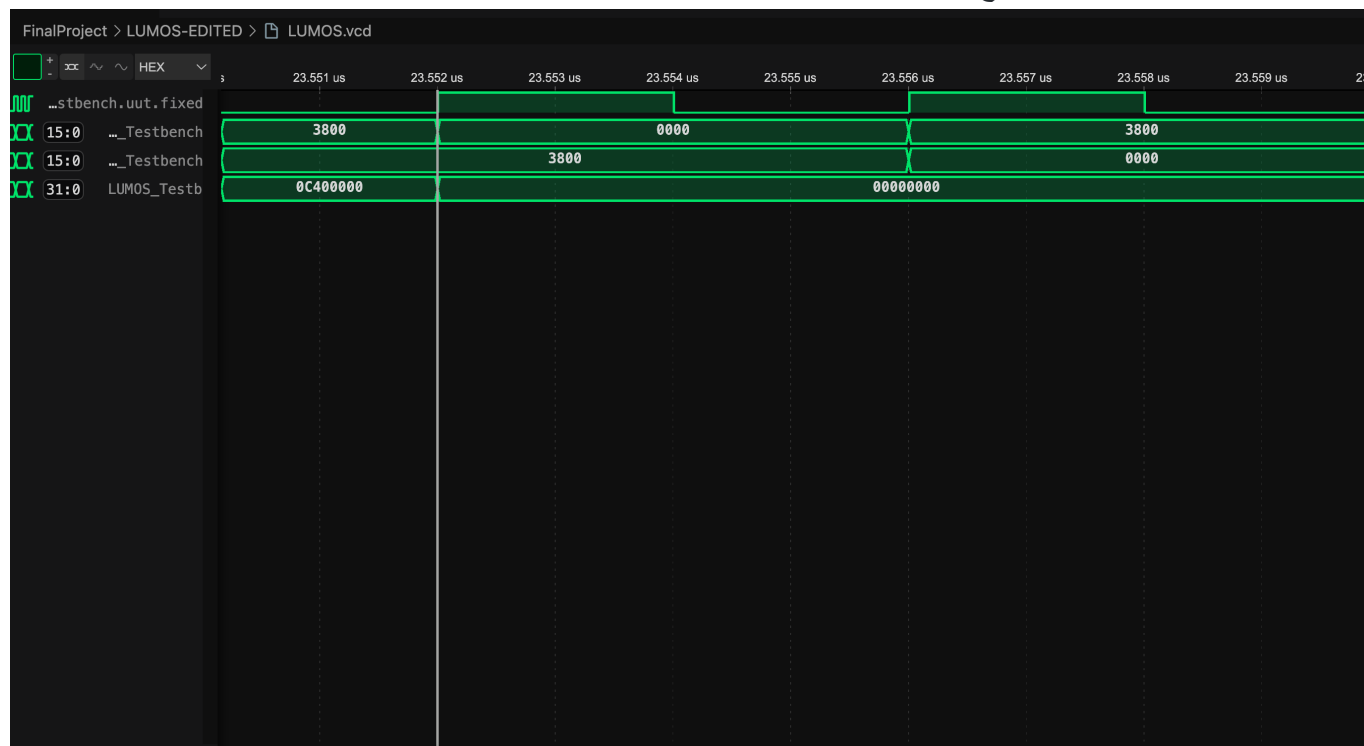 FinalProject > LUMOS-EDITED > LUMOS.vcd
+ - HEX s 23.551 us 23.552 us 23.553 us 23.554 us 23.555 us 23.556 us 23.557 us 23.558 us 23.559 us 2
…stbench.uut.fixed
15:0 …_Testbench 3800 0000 3800
15:0 …_Testbench 3800 0000
31:0 LUMOS_Testb 0C400000 00000000